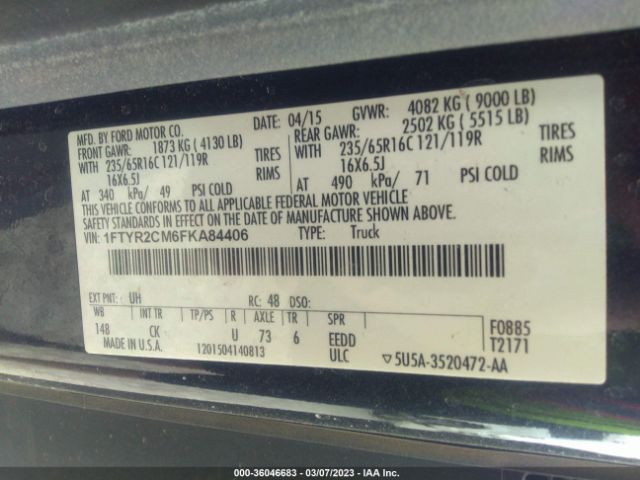 MFD. BY FORD MOTOR CO.
DATE: 04/15 GVWR: 4082 KG ( 9000 LB)
FRONT GAWR: 1873 KG ( 4130 LB)
REAR GAWR: 2502 KG ( 5515 LB)
WITH 235/65R16C 121/119R TIRES
16X6.5J RIMS
AT 340 kPa/ 49 PSI COLD
WITH 235/65R16C 121/119R TIRES
16X6.5J RIMS
AT 490 kPa/ 71 PSI COLD
THIS VEHICLE CONFORMS TO ALL APPLICABLE FEDERAL MOTOR VEHICLE
SAFETY STANDARDS IN EFFECT ON THE DATE OF MANUFACTURE SHOWN ABOVE.
VIN: 1FTYR2CM6FKA84406 TYPE: Truck
EXT PNT: UH RC: 48 DSO:
WB INT TR TP/PS R AXLE TR SPR
148 CK U 73 6 EEDD
MADE IN U.S.A. 1201504140813 ULC
F0885
T2171
▽5U5A-3520472-AA
000-36046683 - 03/07/2023 - IAA Inc.